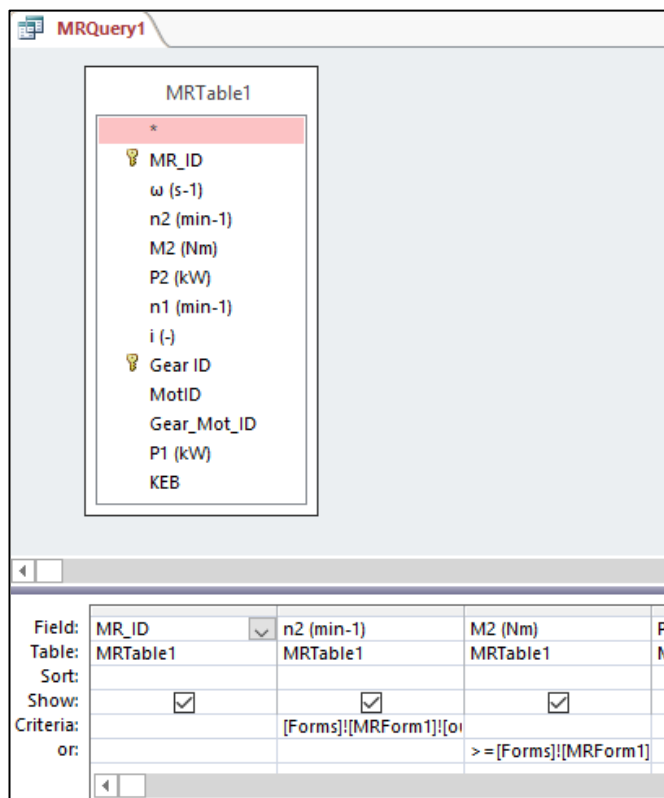 MRQuery1
MRTable1
*
MR_ID
ω (s-1)
n2 (min-1)
M2 (Nm)
P2 (kW)
n1 (min-1)
i (-)
Gear ID
MotID
Gear_Mot_ID
P1 (kW)
KEB
Field: MR_ID n2 (min-1) M2 (Nm)
Table: MRTable1 MRTable1 MRTable1
Sort:
Show:
Criteria: [Forms]![MRForm1]![ou
or: >=[Forms]![MRForm1]